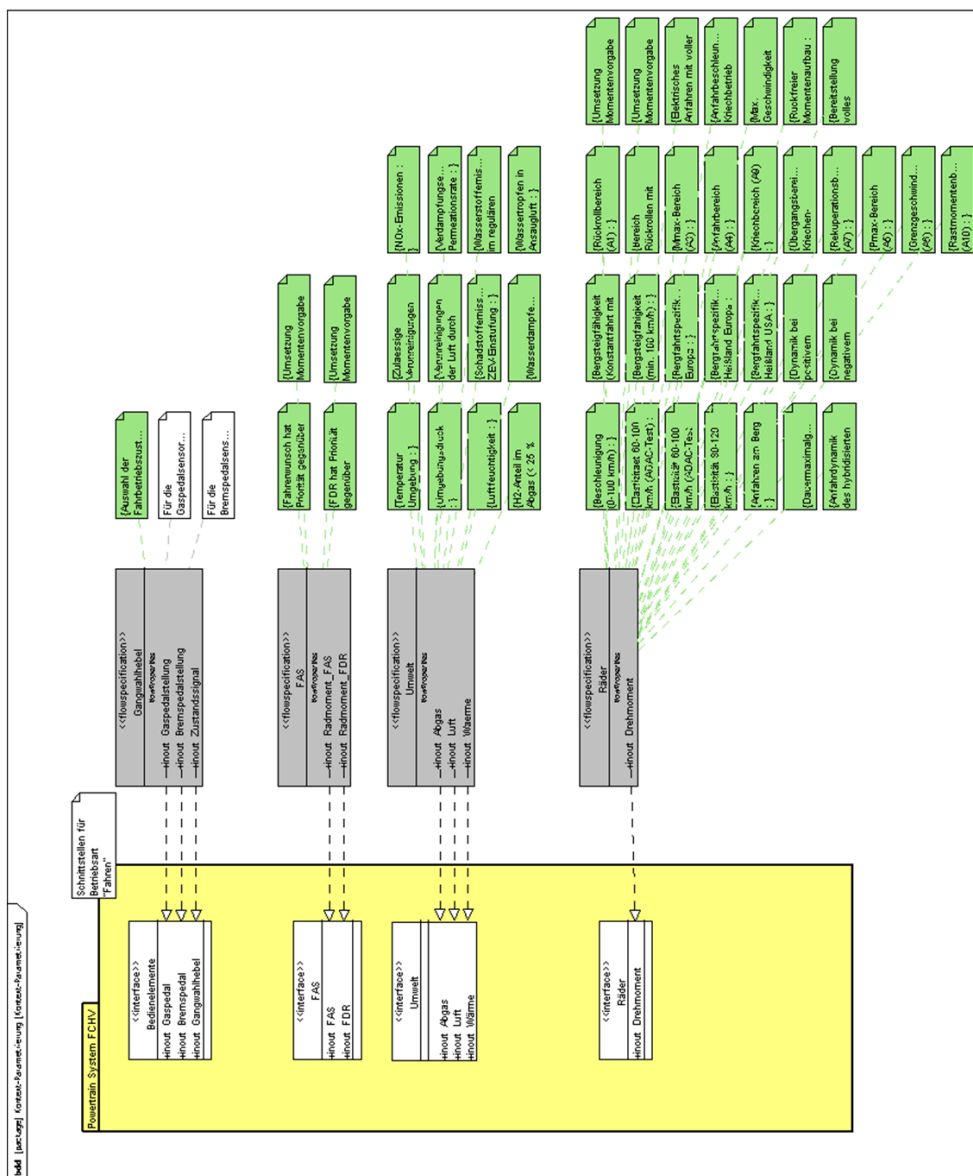 bdd [package] Kontext-Parametrierung [Kontext-Parametrierung]
Powertrain System FCHV
Schnittstellen für
Betriebsart
"Fahren"
<<interface>>
Bedienelemente
+inout Gaspedal
+inout Bremspedal
+inout Gangwahlhebel
<<interface>>
FAS
+inout FAS
+inout FDR
<<interface>>
Umwelt
+inout Abgas
+inout Luft
+inout Wärme
<<interface>>
Räder
+inout Drehmoment
<<flowspecification>>
Gangwahlhebel
flowProperties
+inout Gaspedalstellung
+inout Bremspedalstellung
+inout Zustandssignal
<<flowspecification>>
FAS
flowProperties
+inout Radmoment_FAS
+inout Radmoment_FDR
<<flowspecification>>
Umwelt
flowProperties
+inout Abgas
+inout Luft
+inout Waerme
<<flowspecification>>
Räder
flowProperties
+inout Drehmoment
{Auswahl der
Fahrbetriebszust...
Für die
Gaspedalsensor...
Für die
Bremspedalsens...
{Fahrerwunsch hat
Priorität gegenüber
{FDR hat Priorität
gegenüber
{Umsetzung
Momentenvorgabe
{Umsetzung
Momentenvorgabe
{Temperatur
Umgebung : }
{Umgebungsdruck
: }
{Luftfeuchtigkeit : }
{H2-Anteil im
Abgas (< 25 %
{Zulaessige
Verunreinigungen
{Verunreinigungen
der Luft durch
{Schadstoffemiss...
ZEV-Einstufung : }
{Wasserdampfe...
{NOx-Emissionen :
}
{Verdampfungse...
Permeationsrate : }
{Wasserstoffemis...
im regulären
{Wassertropfen in
Ansaugluft : }
{Beschleunigung
(0-100 km/h) : }
{Elastizitaet 60-100
km/h (ADAC-Test) :
{Elastizität 60-100
km/h (ADAC-Test
{Elastizität 80-120
km/h) : }
{Anfahren am Berg
: }
{Dauermaximalg...
{Anfahrdynamik
des hybridisierten
{Bergsteigfähigkeit
(Konstantfahrt mit
{Bergsteigfähigkeit
(min. 100 km/h) : }
{Bergfahrtspezifik...
Europa : }
{Bergfahrtspezifik...
Heißland Europa :
{Bergfahrtspezifik...
Heißland USA : }
{Dynamik bei
positivem
{Dynamik bei
negativem
{Rückrollbereich
(A1) : }
{Bereich
Rückrollen mit
{Mmax-Bereich
(A3) : }
{Anfahrbereich
(A4) : }
{Kriechbereich (A9)
: }
{Übergangsberei...
Kriechen-
{Rekuperationsb...
(A7) : }
{Pmax-Bereich
(A5) : }
{Grenzgeschwind...
(A6) : }
{Rastmomentenb...
(A10) : }
{Umsetzung
Momentenvorgabe
{Umsetzung
Momentenvorgabe
{Elektrisches
Anfahren mit voller
{Anfahrbeschleun...
Kriechbetrieb
{Max.
Geschwindigkeit
{Ruckfreier
Momentenaufbau :
{Bereitstellung
volles